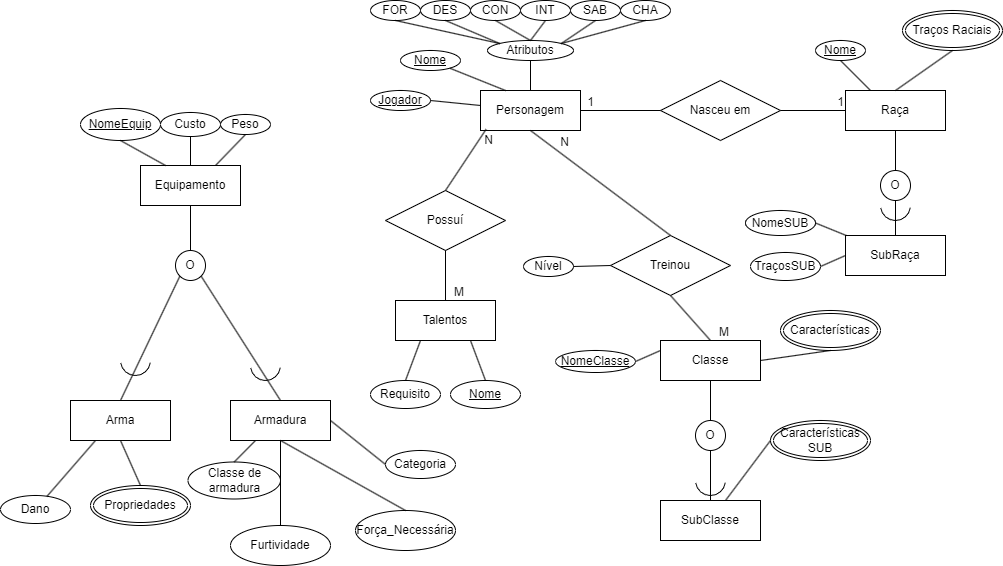 FOR DES CON INT SAB CHA
Atributos
Nome
Jogador
Personagem
1
Nasceu em
1
Raça
Nome
Traços Raciais
N
N
O
NomeSUB
TraçosSUB
SubRaça
NomeEquip Custo Peso
Equipamento
O
Possuí
M
Talentos
Requisito
Nome
Nível
Treinou
M
Classe
NomeClasse
Características
O
Características
SUB
SubClasse
Arma
Dano
Propriedades
Armadura
Classe de
armadura
Categoria
Furtividade
Força_Necessária